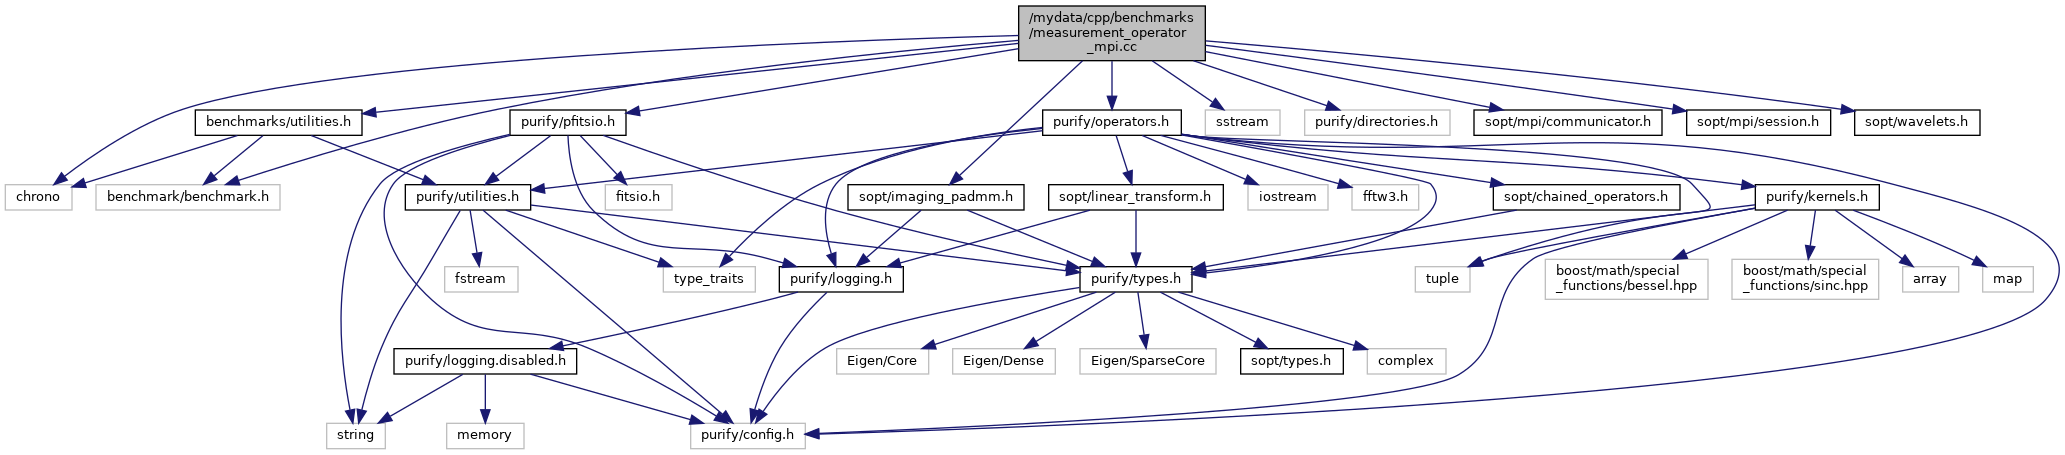 /mydata/cpp/benchmarks
/measurement_operator
_mpi.cc
benchmarks/utilities.h
purify/pfitsio.h
purify/operators.h
sstream
purify/directories.h
sopt/mpi/communicator.h
sopt/mpi/session.h
sopt/wavelets.h
chrono
benchmark/benchmark.h
purify/utilities.h
fitsio.h
sopt/imaging_padmm.h
sopt/linear_transform.h
iostream
fftw3.h
sopt/chained_operators.h
purify/kernels.h
fstream
type_traits
purify/logging.h
purify/types.h
tuple
boost/math/special
_functions/bessel.hpp
boost/math/special
_functions/sinc.hpp
array
map
purify/logging.disabled.h
Eigen/Core
Eigen/Dense
Eigen/SparseCore
sopt/types.h
complex
string
memory
purify/config.h